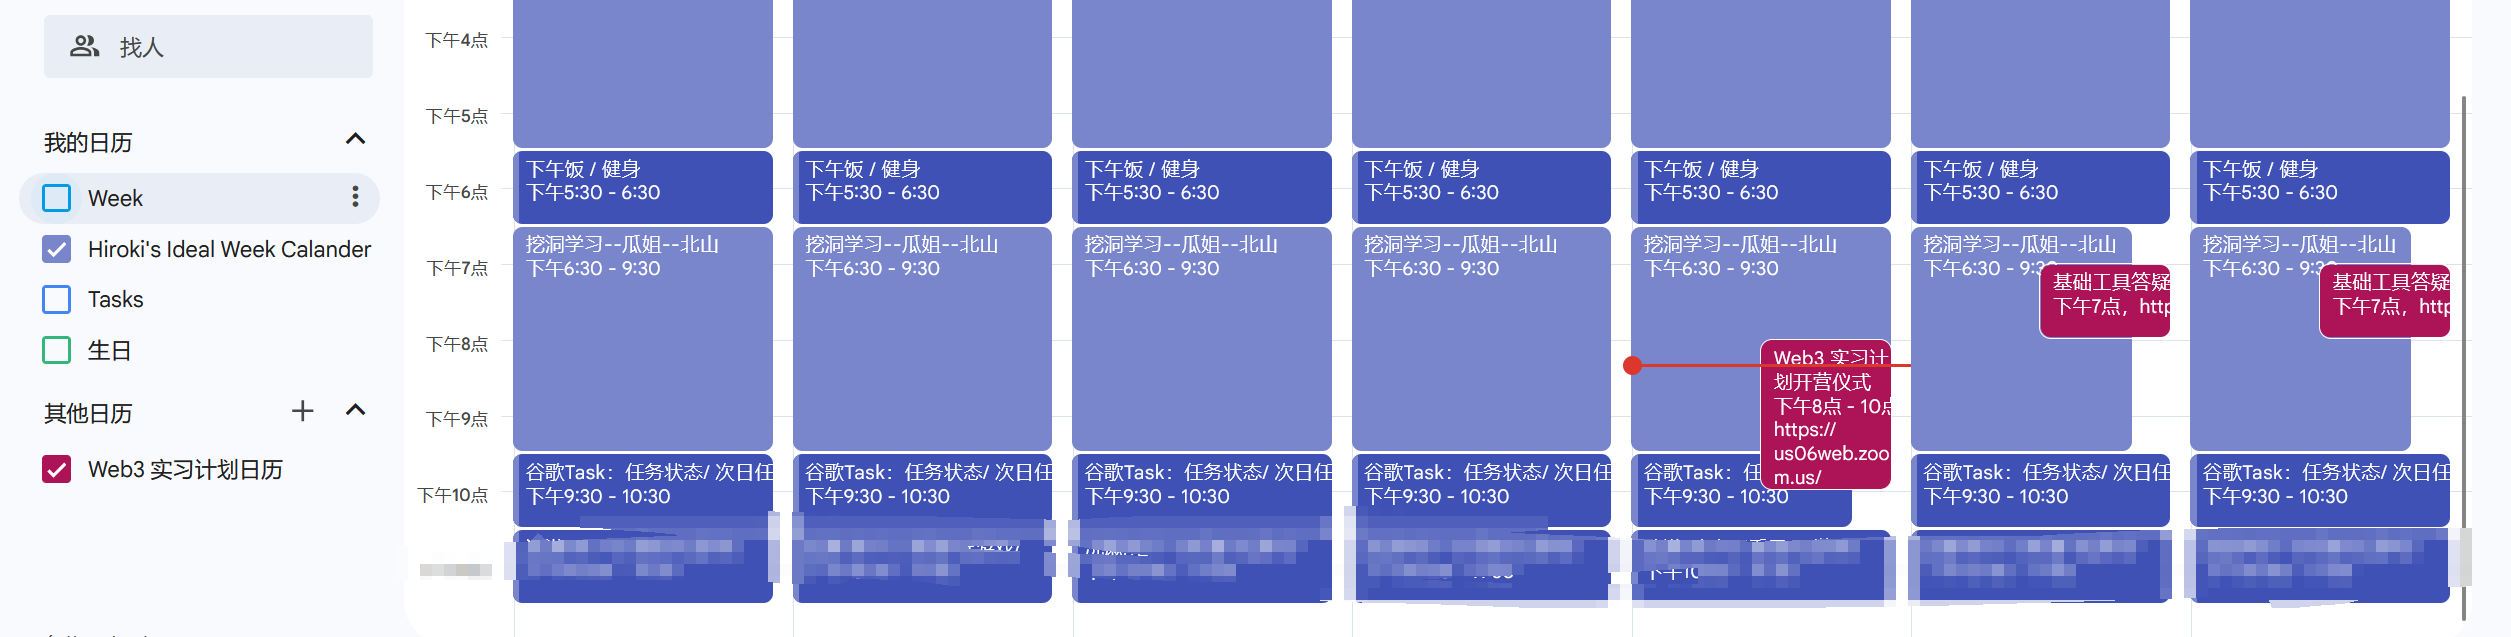 找人
我的日历
Week
Hiroki's Ideal Week Calander
Tasks
生日
其他日历
Web3 实习计划日历
下午4点
下午5点
下午6点
下午7点
下午8点
下午9点
下午10点
下午饭 / 健身
下午5:30 - 6:30
下午饭 / 健身
下午5:30 - 6:30
下午饭 / 健身
下午5:30 - 6:30
下午饭 / 健身
下午5:30 - 6:30
下午饭 / 健身
下午5:30 - 6:30
下午饭 / 健身
下午5:30 - 6:30
下午饭 / 健身
下午5:30 - 6:30
挖洞学习--瓜姐--北山
下午6:30 - 9:30
挖洞学习--瓜姐--北山
下午6:30 - 9:30
挖洞学习--瓜姐--北山
下午6:30 - 9:30
挖洞学习--瓜姐--北山
下午6:30 - 9:30
挖洞学习--瓜姐--北山
下午6:30 - 9:30
挖洞学习--瓜姐--北山
下午6:30 - 9:3
挖洞学习--瓜姐--北山
下午6:30 - 9:3
基础工具答疑
下午7点，http
基础工具答疑
下午7点，http
Web3 实习计
划开营仪式
下午8点 - 10点
https://
us06web.zoo
m.us/
谷歌Task：任务状态/ 次日任
下午9:30 - 10:30
谷歌Task：任务状态/ 次日任
下午9:30 - 10:30
谷歌Task：任务状态/ 次日任
下午9:30 - 10:30
谷歌Task：任务状态/ 次日任
下午9:30 - 10:30
谷歌Task：任
下午9:30 - 10:30
谷歌Task：任务状态/ 次日任
下午9:30 - 10:30
谷歌Task：任务状态/ 次日任
下午9:30 - 10:30